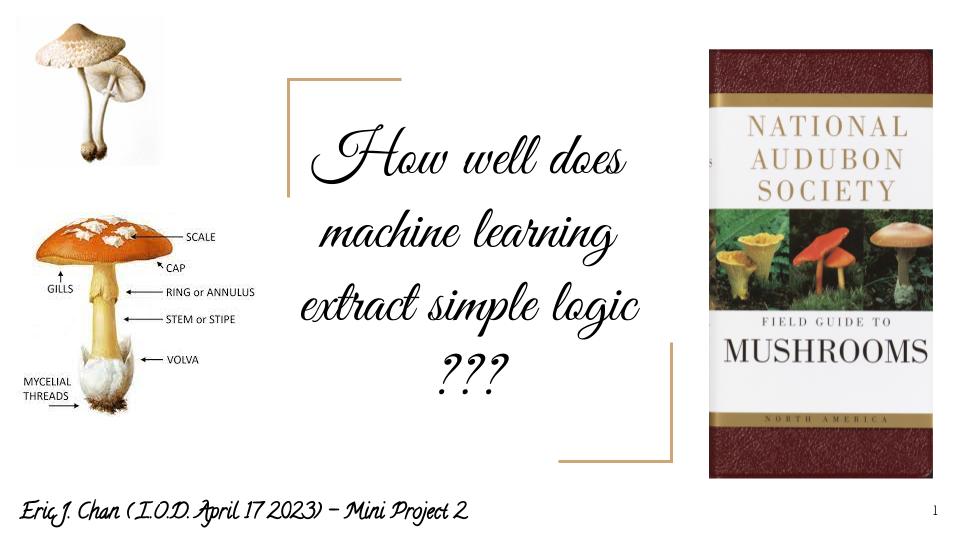 How well does
machine learning
extract simple logic
???
SCALE
CAP
GILLS
RING or ANNULUS
STEM or STIPE
VOLVA
MYCELIAL
THREADS
NATIONAL
AUDUBON
SOCIETY
S
FIELD GUIDE TO
MUSHROOMS
NORTH AMERICA
Eric J. Chan (I.O.D. April 17 2023) – Mini Project 2
1